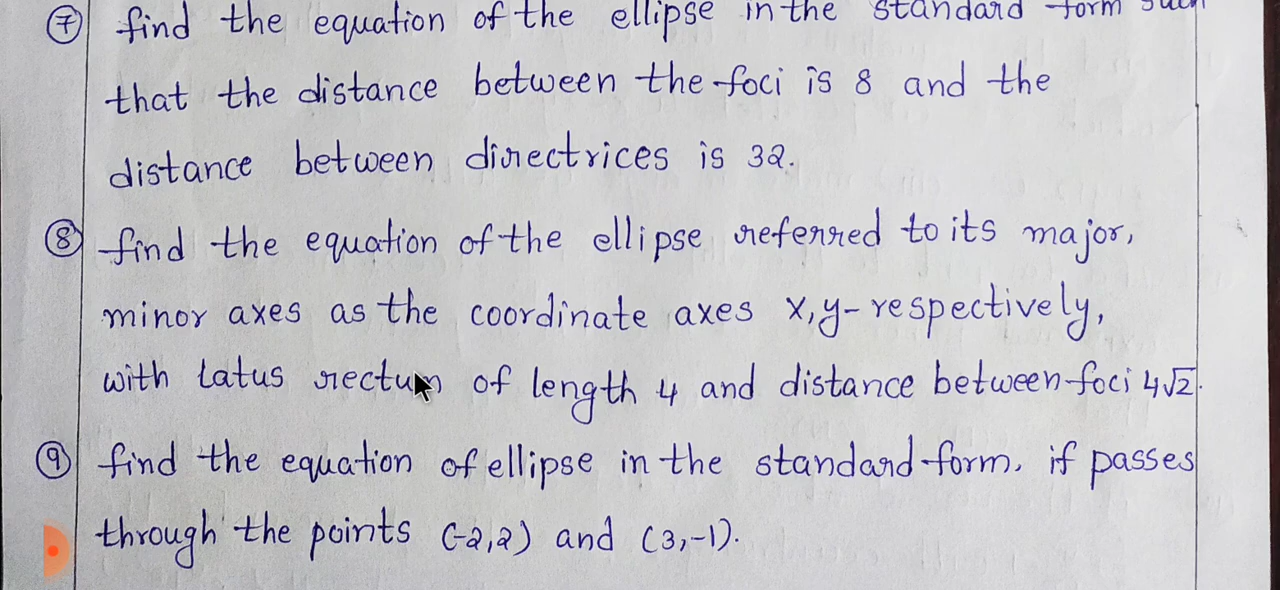 ⑦ find the equation of the ellipse in the standard form such
that the distance between the foci is 8 and the
distance between directrices is 32.
⑧ find the equation of the ellipse referred to its major,
minor axes as the coordinate axes x,y- respectively,
with latus rectum of length 4 and distance between foci 4√2.
⑨ find the equation of ellipse in the standard form. if passes
through the points (-2,2) and (3,-1).